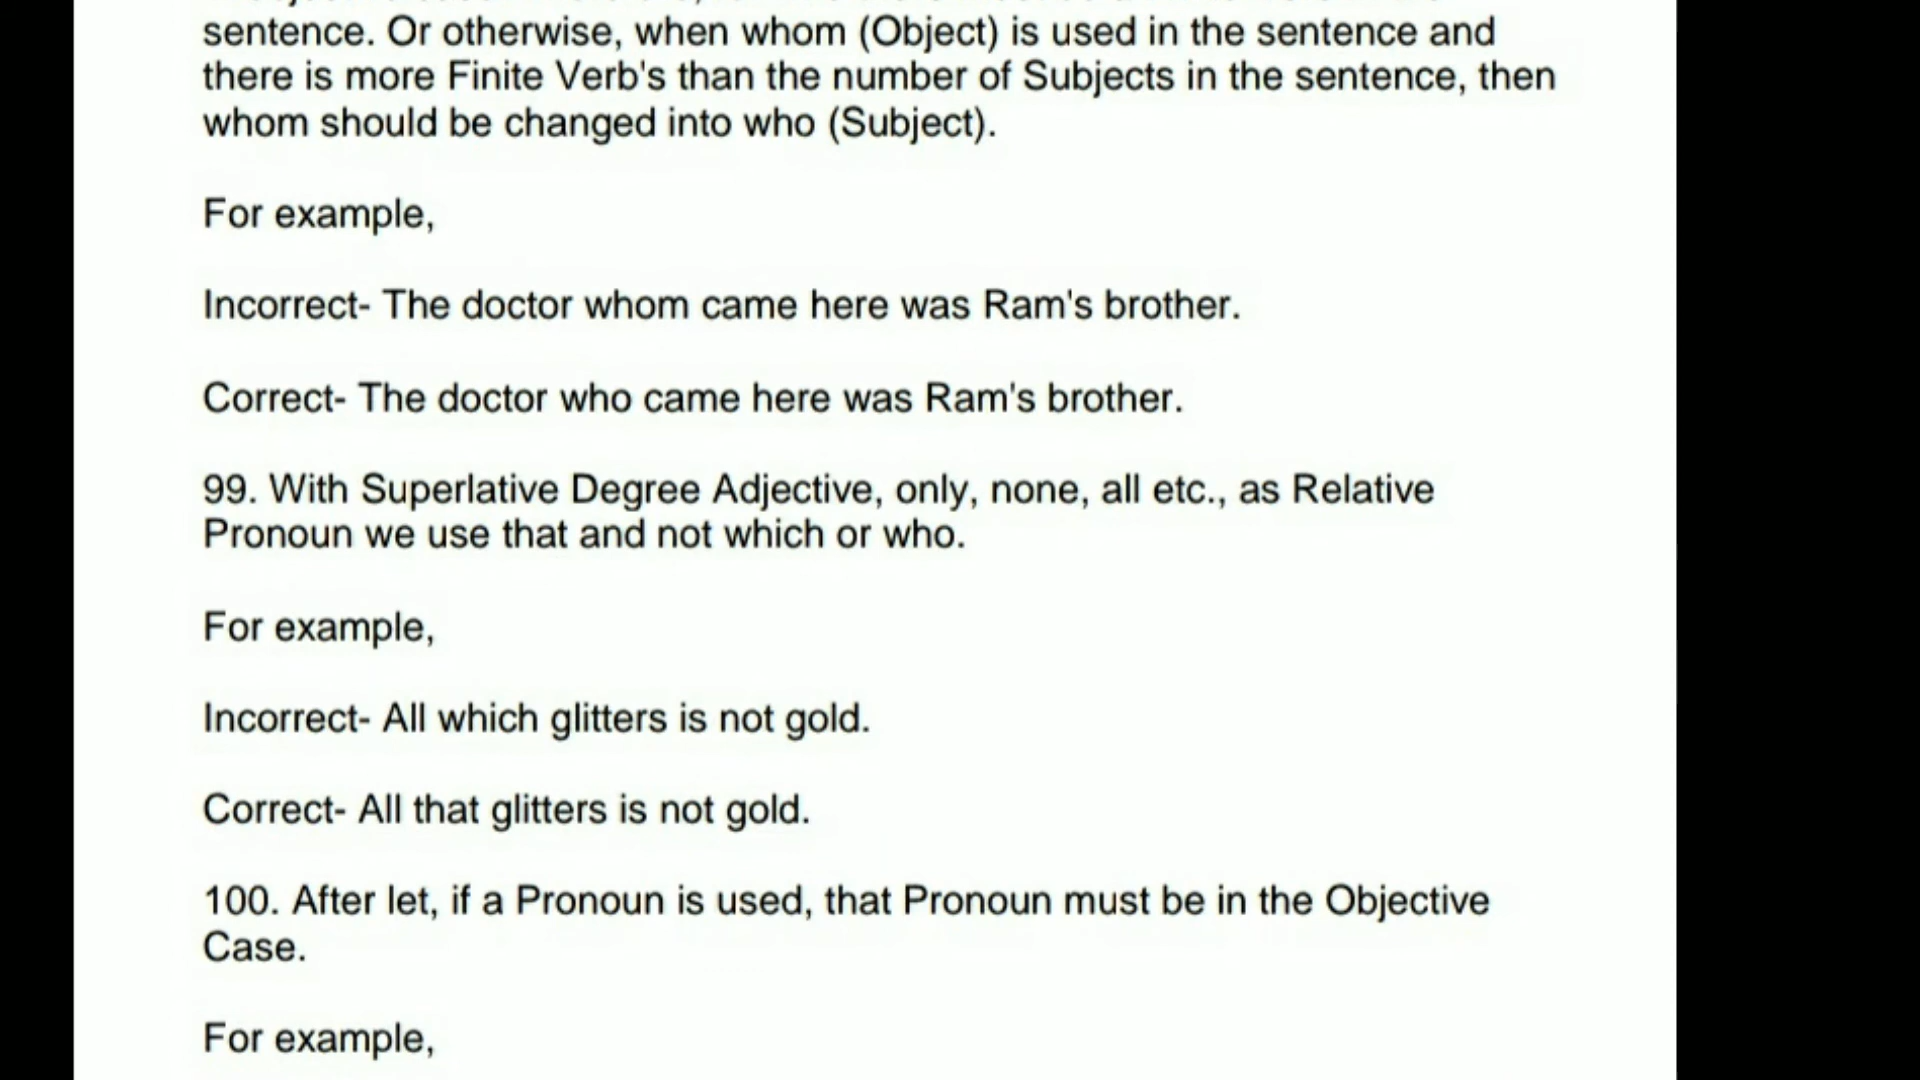 sentence. Or otherwise, when whom (Object) is used in the sentence and
there is more Finite Verb's than the number of Subjects in the sentence, then
whom should be changed into who (Subject).
For example,
Incorrect- The doctor whom came here was Ram's brother.
Correct- The doctor who came here was Ram's brother.
99. With Superlative Degree Adjective, only, none, all etc., as Relative
Pronoun we use that and not which or who.
For example,
Incorrect- All which glitters is not gold.
Correct- All that glitters is not gold.
100. After let, if a Pronoun is used, that Pronoun must be in the Objective
Case.
For example,